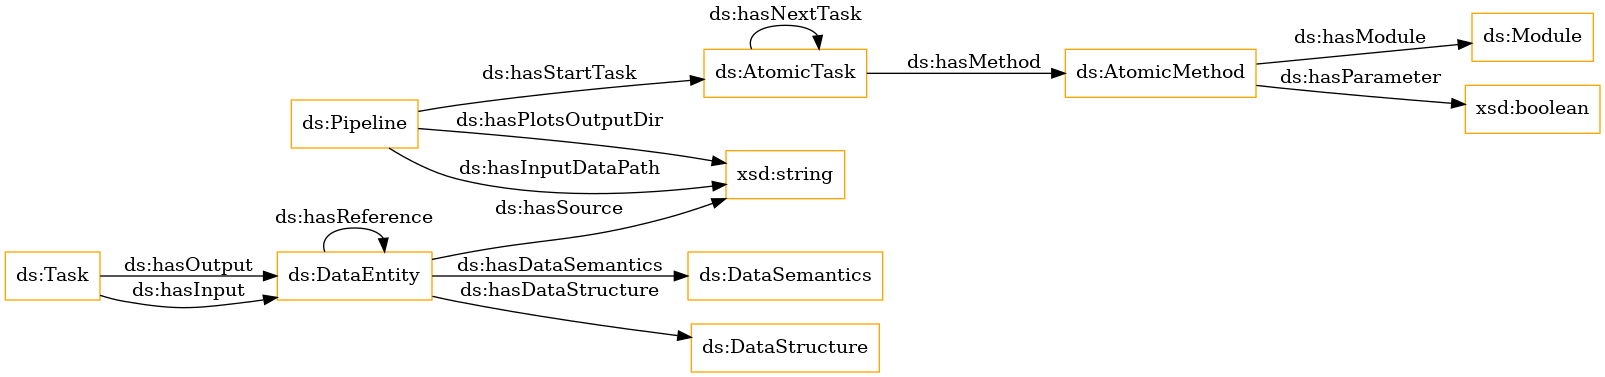 ds:hasNextTask
ds:Module
ds:hasModule
ds:AtomicTask
ds:hasMethod
ds:AtomicMethod
ds:hasStartTask
ds:hasParameter
xsd:boolean
ds:Pipeline
ds:hasPlotsOutputDir
ds:hasInputDataPath
xsd:string
ds:hasSource
ds:hasReference
ds:Task
ds:hasOutput
ds:DataEntity
ds:hasDataSemantics
ds:DataSemantics
ds:hasInput
ds:hasDataStructure
ds:DataStructure